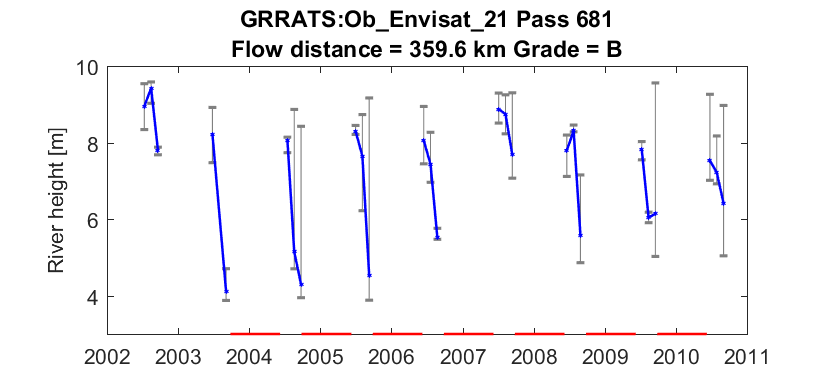 GRRATS:Ob_Envisat_21 Pass 681
Flow distance = 359.6 km Grade = B
River height [m]
10
8
6
4
2002 2003 2004 2005 2006 2007 2008 2009 2010 2011